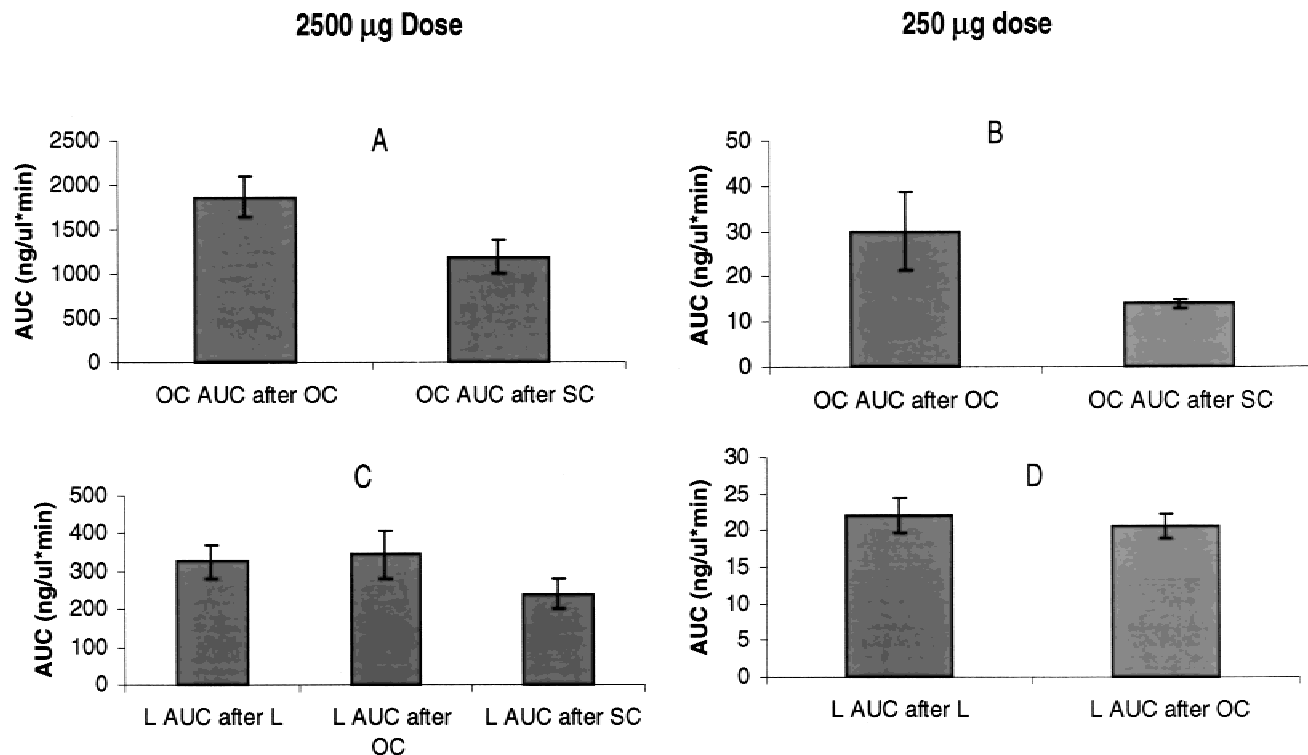 2500 µg Dose
250 µg dose
A
AUC (ng/ul*min)
2500
2000
1500
1000
500
0
OC AUC after OC
OC AUC after SC
B
AUC (ng/ul*min)
50
40
30
20
10
0
OC AUC after OC
OC AUC after SC
C
AUC (ng/ul*min)
500
400
300
200
100
0
L AUC after L
L AUC after
OC
L AUC after SC
D
AUC (ng/ul*min)
30
25
20
15
10
5
0
L AUC after L
L AUC after OC